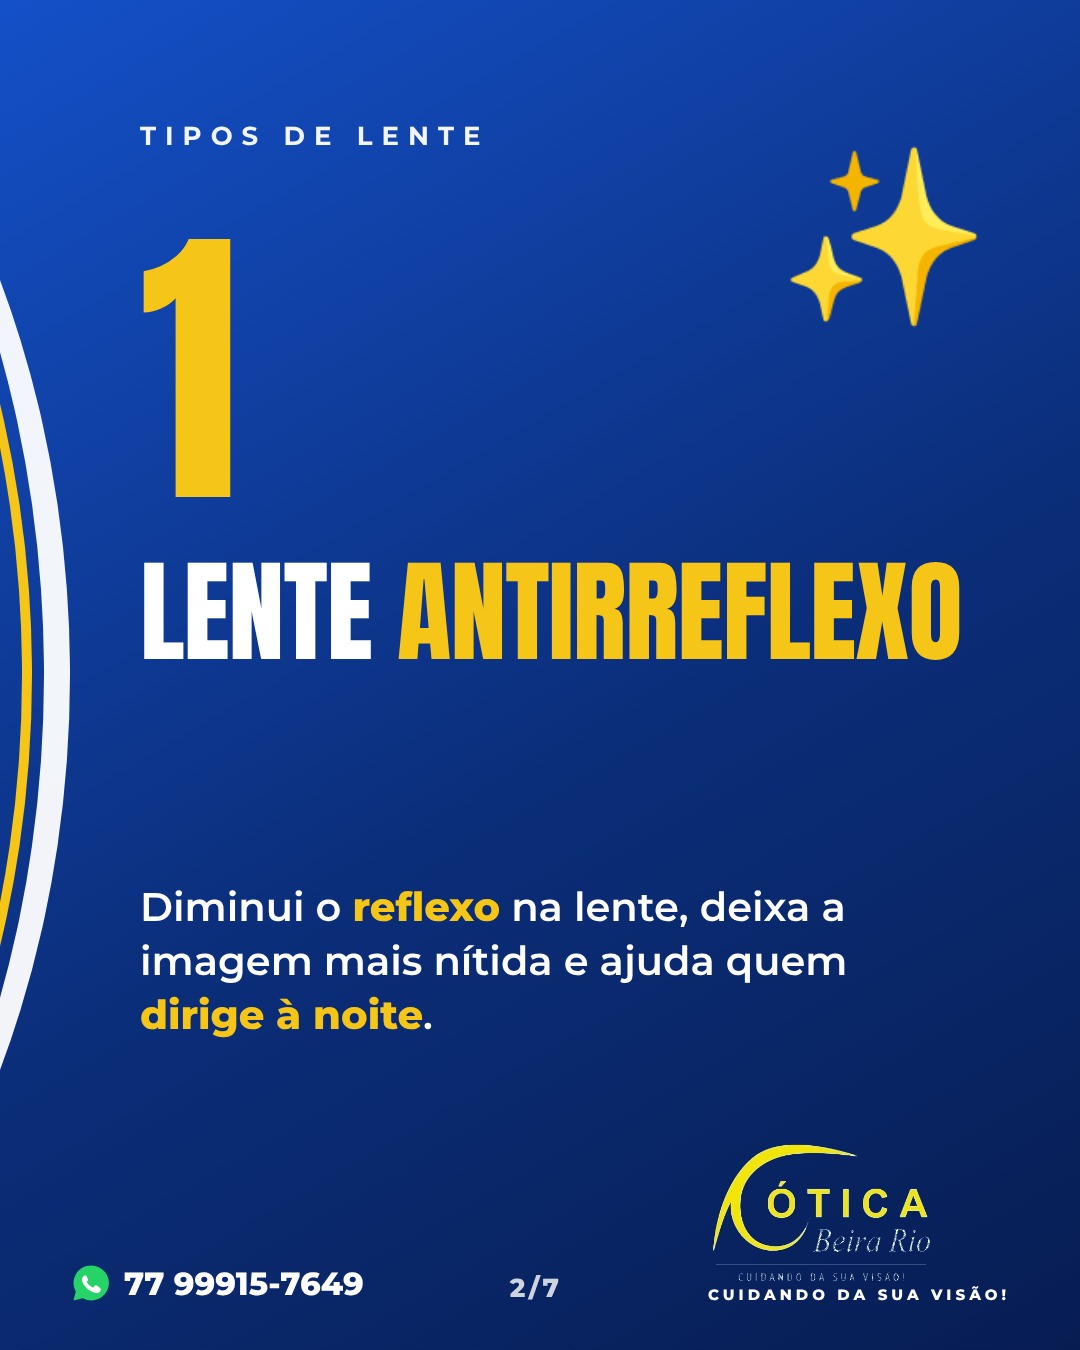 TIPOS DE LENTE
1
LENTE ANTIRREFLEXO
Diminui o reflexo na lente, deixa a
imagem mais nítida e ajuda quem
dirige à noite.
ÓTICA
Beira Rio
CUIDANDO DA SUA VISÃO!
CUIDANDO DA SUA VISÃO!
77 99915-7649
2/7